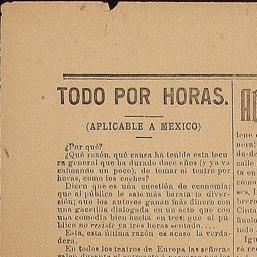 TODO POR HORAS.
(APLICABLE A MEXICO)
¿Por qué?
¿Qué razón, qué causa ha tenido esta locu
ra general que ha durado doce años (y ya va
calmando un poco), de tomar el teatro por
horas, como los coches?
Dicen que es una cuestión de economía:
que al público le sale más barata la diver-
sión; que los autores ganan más dinero con
una gacetilla dialogada en un acto que con
una comedia bien hecha en tres; que el pú
blico no resiste ya tres horas sentado....
Esta, esta última razón es acaso la verda-
dera.
En todos los teatros de Europa las señoras